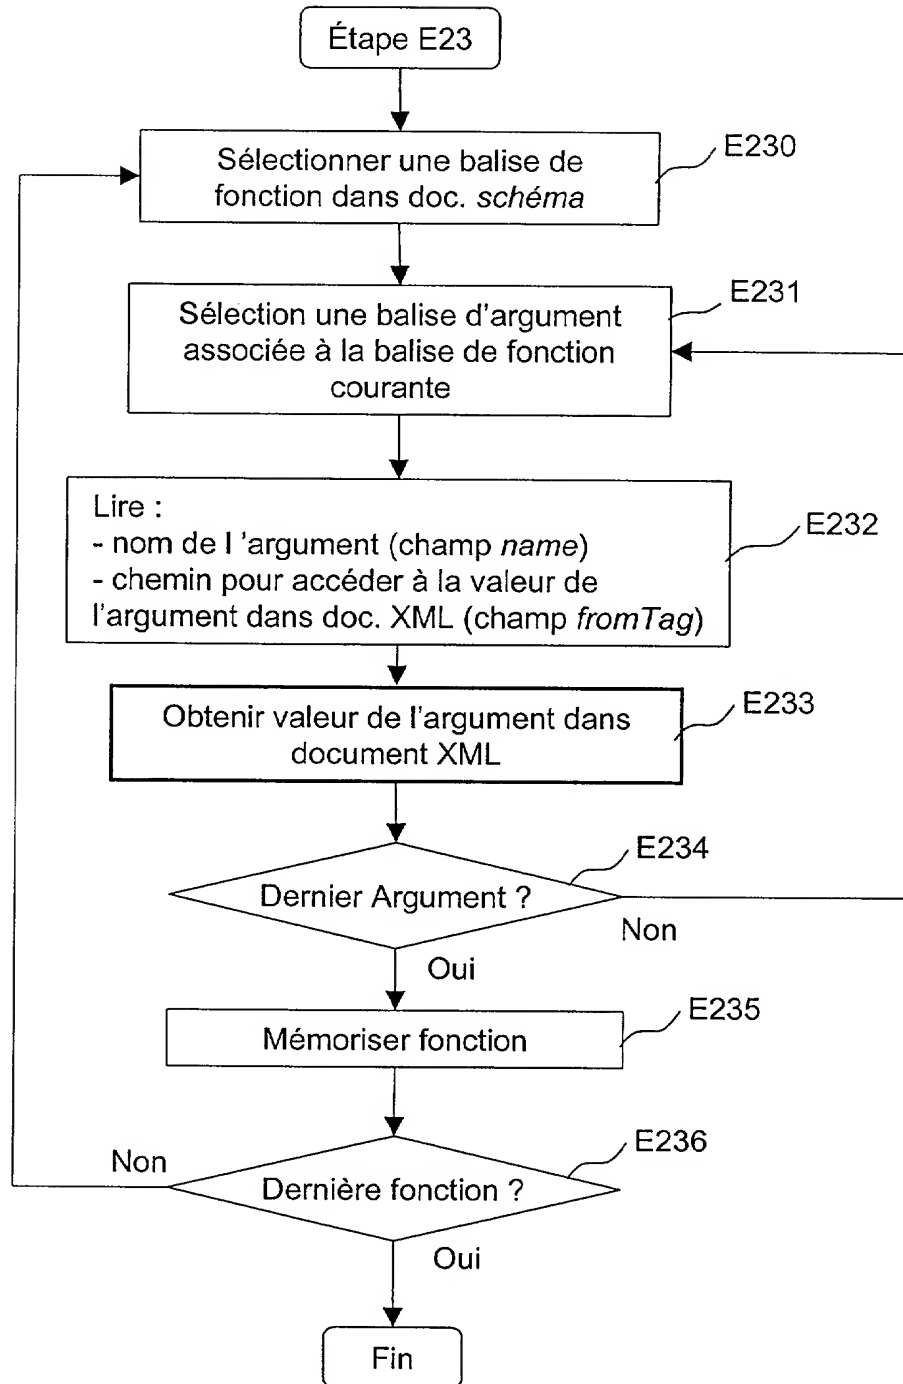 Étape E23
E230
Sélectionner une balise de
fonction dans doc. schéma
E231
Sélection une balise d'argument
associée à la balise de fonction
courante
E232
Lire :
- nom de l 'argument (champ name)
- chemin pour accéder à la valeur de
l'argument dans doc. XML (champ fromTag)
E233
Obtenir valeur de l'argument dans
document XML
E234
Dernier Argument ?
Non
Oui
E235
Mémoriser fonction
E236
Non
Dernière fonction ?
Oui
Fin